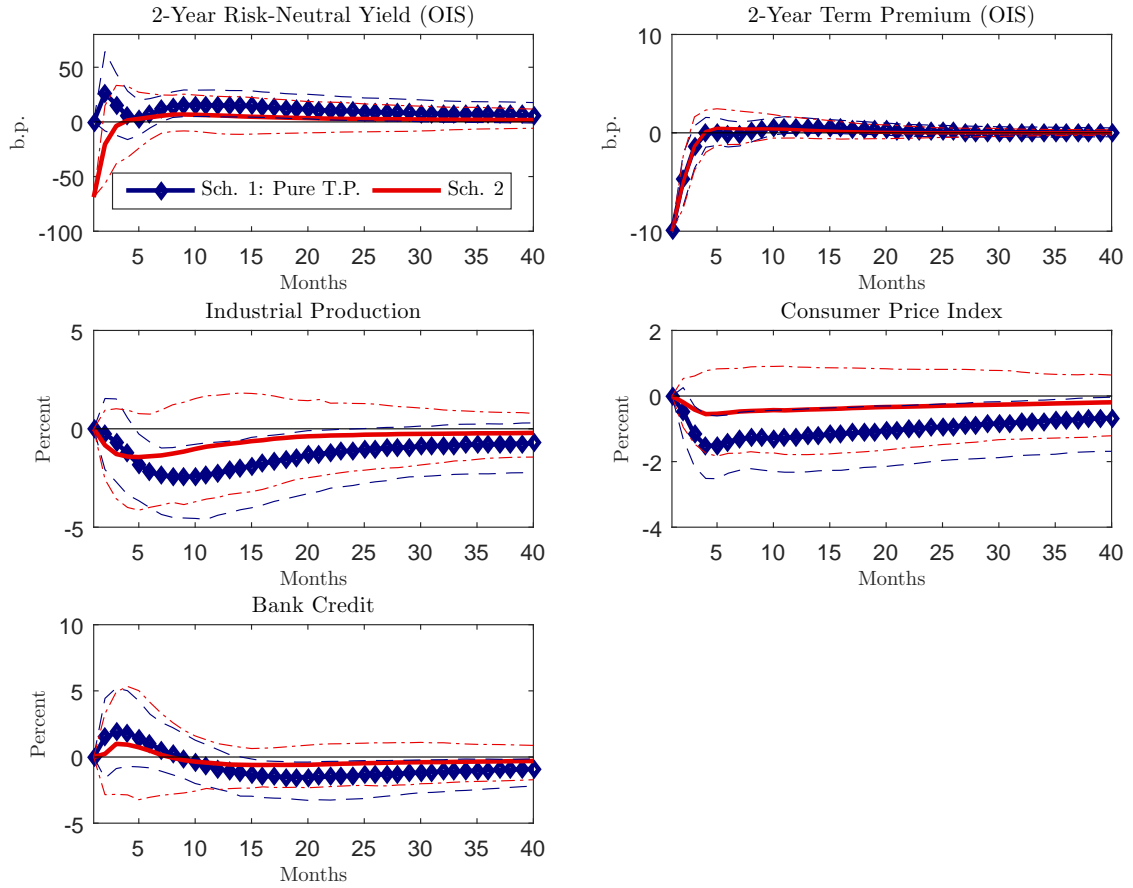 2-Year Risk-Neutral Yield (OIS)
50
0
-50
-100
b.p.
Sch. 1: Pure T.P.
Sch. 2
5 10 15 20 25 30 35 40
Months
2-Year Term Premium (OIS)
10
0
-10
b.p.
5 10 15 20 25 30 35 40
Months
Industrial Production
5
0
-5
Percent
5 10 15 20 25 30 35 40
Months
Consumer Price Index
2
0
-2
-4
Percent
5 10 15 20 25 30 35 40
Months
Bank Credit
10
5
0
-5
Percent
5 10 15 20 25 30 35 40
Months